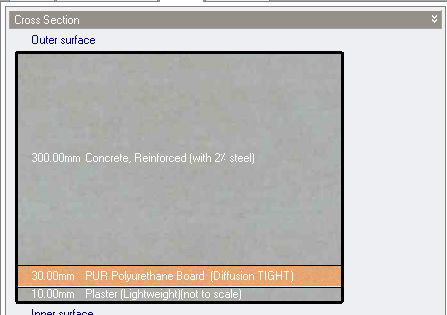 Cross Section
Outer surface
300.00mm Concrete, Reinforced (with 2% steel)
30.00mm PUR Polyurethane Board (Diffusion TIGHT)
10.00mm Plaster (Lightweight)(not to scale)
Inner surface